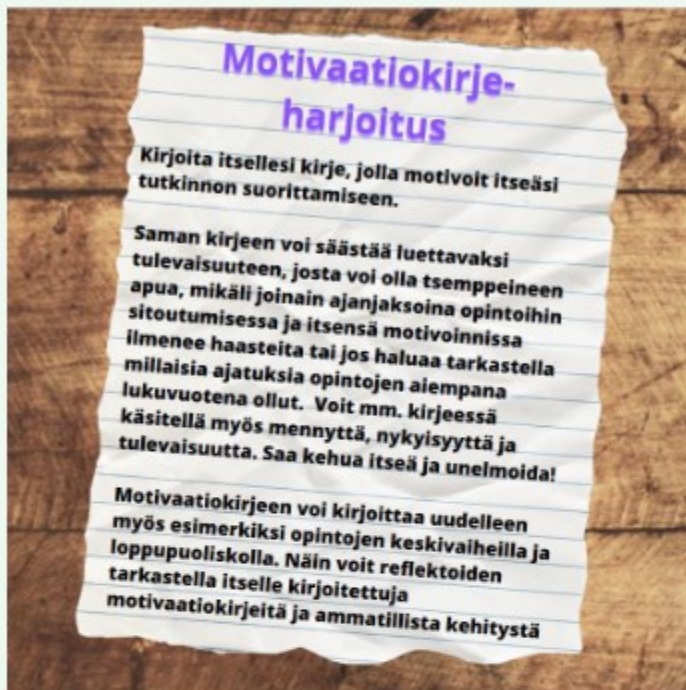 Motivaatiokirje-
harjoitus
Kirjoita itsellesi kirje, jolla motivoit itseäsi
tutkinnon suorittamiseen.
Saman kirjeen voi säästää luettavaksi
tulevaisuuteen, josta voi olla tsemppeineen
apua, mikäli joinain ajanjaksoina opintoihin
sitoutumisessa ja itsensä motivoinnissa
ilmenee haasteita tai jos haluaa tarkastella
millaisia ajatuksia opintojen aiempana
lukuvuotena ollut. Voit mm. kirjeessä
käsitellä myös mennyttä, nykyisyyttä ja
tulevaisuutta. Saa kehua itseä ja unelmoida!
Motivaatiokirjeen voi kirjoittaa uudelleen
myös esimerkiksi opintojen keskivaiheilla ja
loppupuoliskolla. Näin voit reflektoiden
tarkastella itselle kirjoitettuja
motivaatiokirjeitä ja ammatillista kehitystä